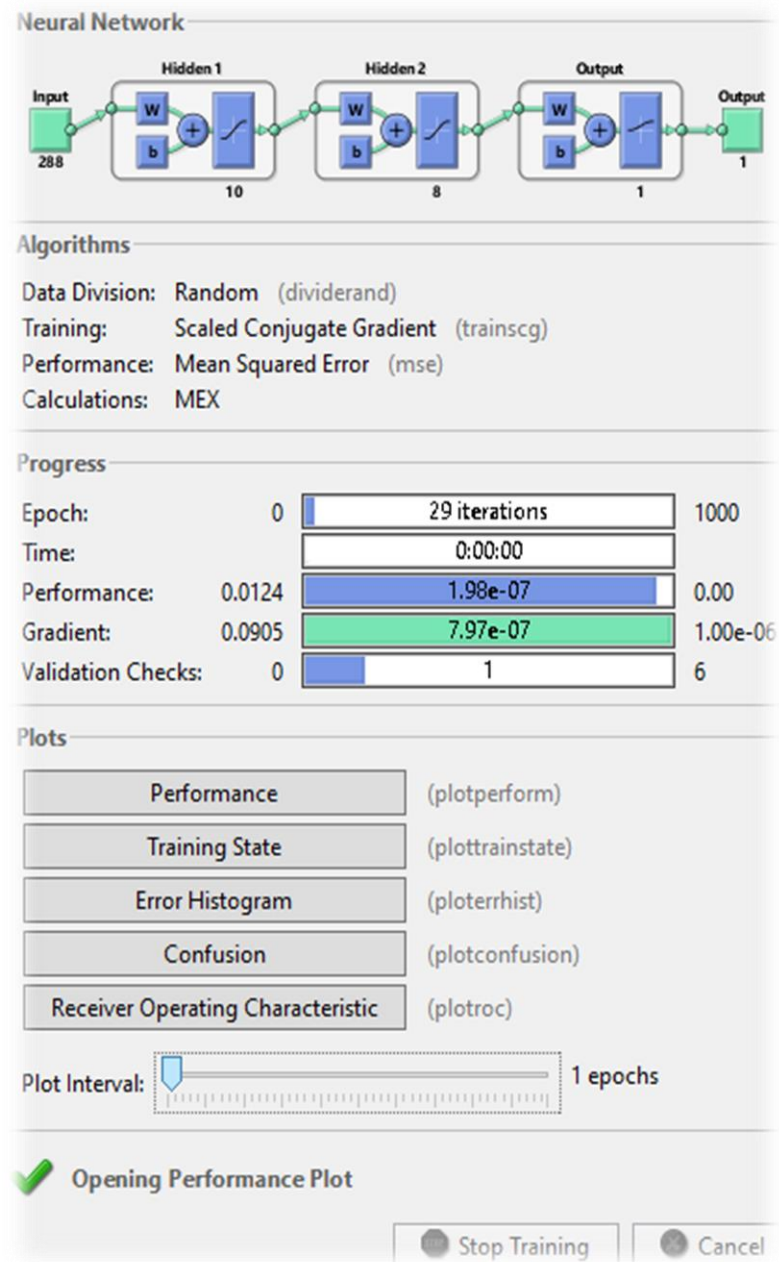 Neural Network
Hidden 1 Hidden 2 Output
Input Output
W W W
+ + +
b b b
288 1
10 8 1
Algorithms
Data Division: Random (dividerand)
Training: Scaled Conjugate Gradient (trainscg)
Performance: Mean Squared Error (mse)
Calculations: MEX
Progress
Epoch: 0 29 iterations 1000
Time: 0:00:00
Performance: 0.0124 1.98e-07 0.00
Gradient: 0.0905 7.97e-07 1.00e-06
Validation Checks: 0 1 6
Plots
Performance (plotperform)
Training State (plottrainstate)
Error Histogram (ploterrhist)
Confusion (plotconfusion)
Receiver Operating Characteristic (plotroc)
Plot Interval: 1 epochs
Opening Performance Plot
Stop Training Cancel